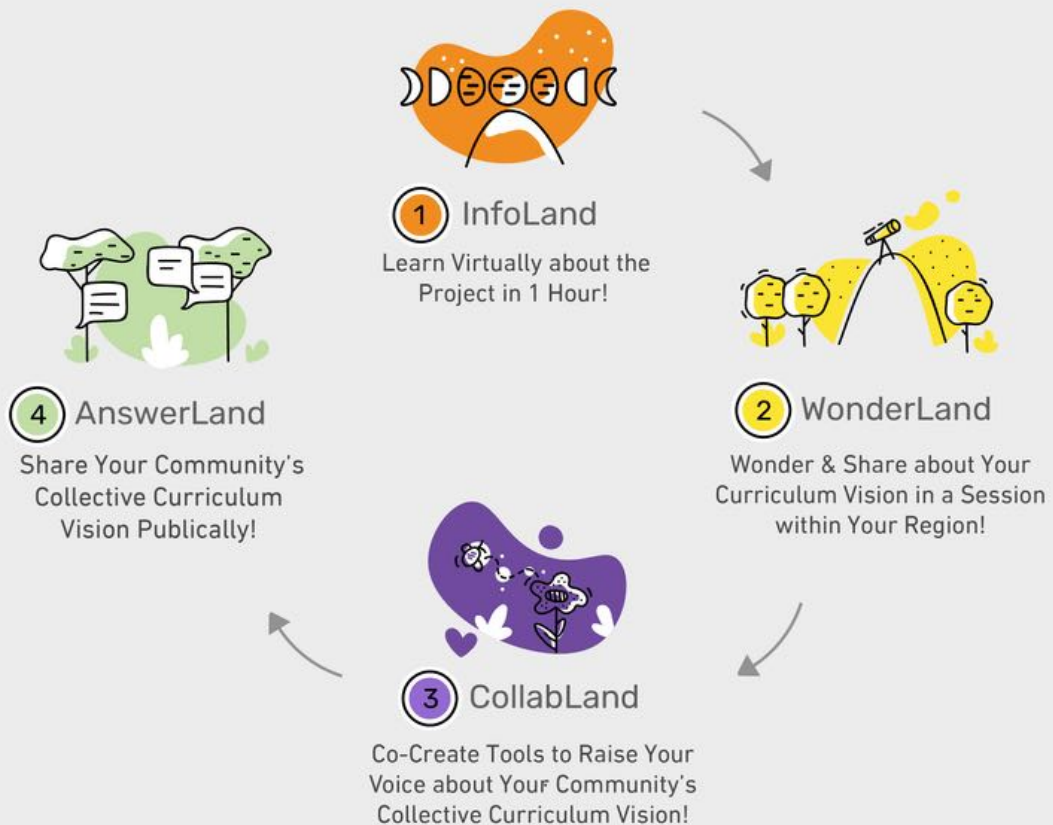 1 InfoLand
Learn Virtually about the
Project in 1 Hour!
2 WonderLand
Wonder & Share about Your
Curriculum Vision in a Session
within Your Region!
3 CollabLand
Co-Create Tools to Raise Your
Voice about Your Community's
Collective Curriculum Vision!
4 AnswerLand
Share Your Community's
Collective Curriculum
Vision Publically!